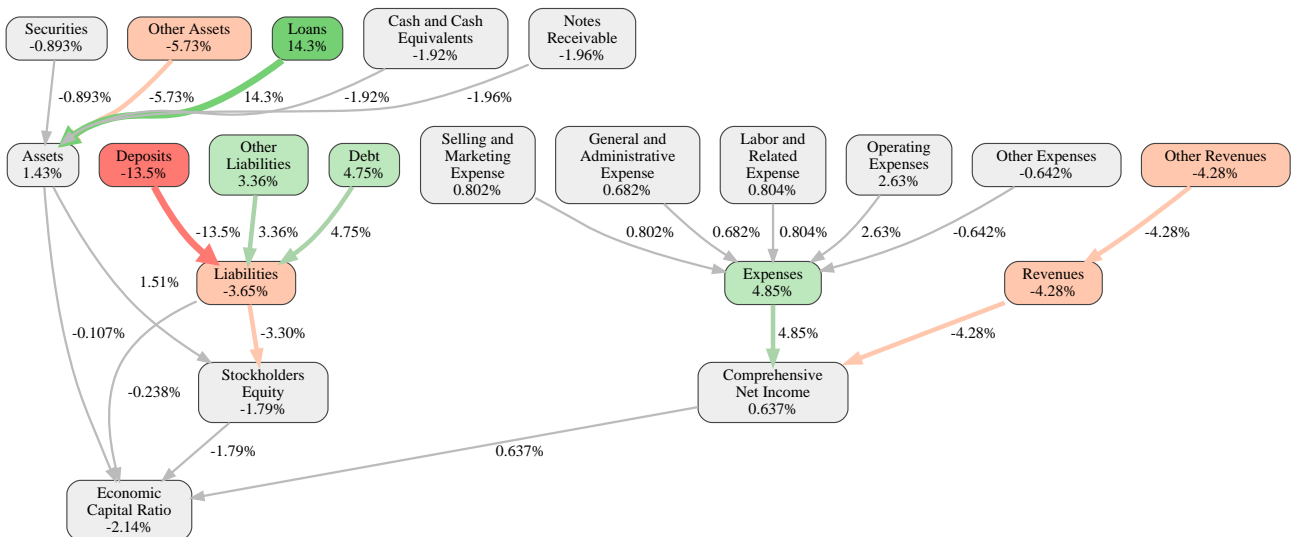 Securities
-0.893%
Other Assets
-5.73%
Loans
14.3%
Cash and Cash
Equivalents
-1.92%
Notes
Receivable
-1.96%
-0.893%
-5.73%
14.3%
-1.92%
-1.96%
Assets
1.43%
Deposits
-13.5%
Other
Liabilities
3.36%
Debt
4.75%
Selling and
Marketing
Expense
0.802%
General and
Administrative
Expense
0.682%
Labor and
Related
Expense
0.804%
Operating
Expenses
2.63%
Other Expenses
-0.642%
Other Revenues
-4.28%
-13.5%
3.36%
4.75%
0.802%
0.682%
0.804%
2.63%
-0.642%
-4.28%
1.51%
Liabilities
-3.65%
Expenses
4.85%
Revenues
-4.28%
-0.107%
-3.30%
4.85%
-4.28%
-0.238%
Stockholders
Equity
-1.79%
Comprehensive
Net Income
0.637%
-1.79%
0.637%
Economic
Capital Ratio
-2.14%